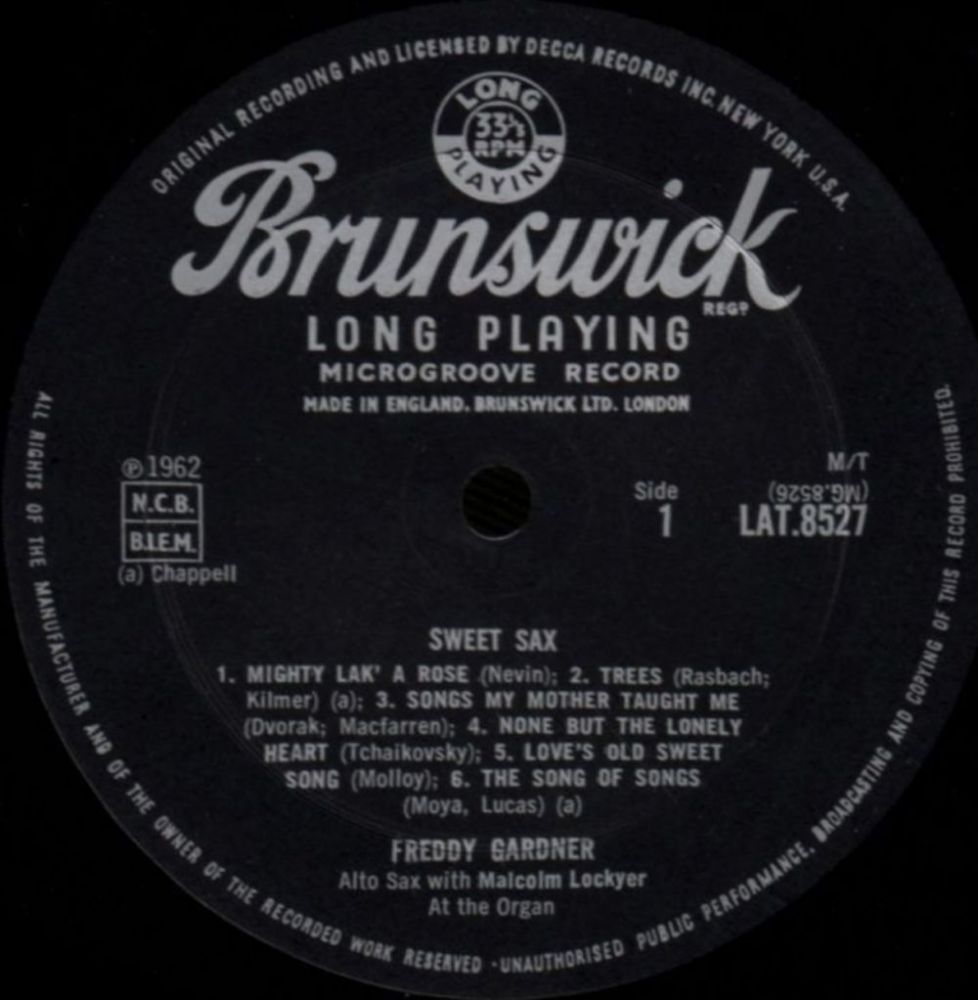 ORIGINAL RECORDING AND LICENSED BY DECCA RECORDS INC. NEW YORK U.S.A.
LONG
33⅓
RPM
PLAYING
Brunswick
REGD
LONG PLAYING
MICROGROOVE RECORD
MADE IN ENGLAND. BRUNSWICK LTD. LONDON
℗ 1962
N.C.B.
B.I.E.M.
(a) Chappell
Side
1
M/T
(MG.8526)
LAT.8527
SWEET SAX
1. MIGHTY LAK' A ROSE (Nevin); 2. TREES (Rasbach;
Kilmer) (a); 3. SONGS MY MOTHER TAUGHT ME
(Dvorak; Macfarren); 4. NONE BUT THE LONELY
HEART (Tchaikovsky); 5. LOVE'S OLD SWEET
SONG (Molloy); 6. THE SONG OF SONGS
(Moya, Lucas) (a)
FREDDY GARDNER
Alto Sax with Malcolm Lockyer
At the Organ
ALL RIGHTS OF THE MANUFACTURER AND OF THE OWNER OF THE RECORDED WORK RESERVED · UNAUTHORISED PUBLIC PERFORMANCE, BROADCASTING AND COPYING OF THIS RECORD PROHIBITED.